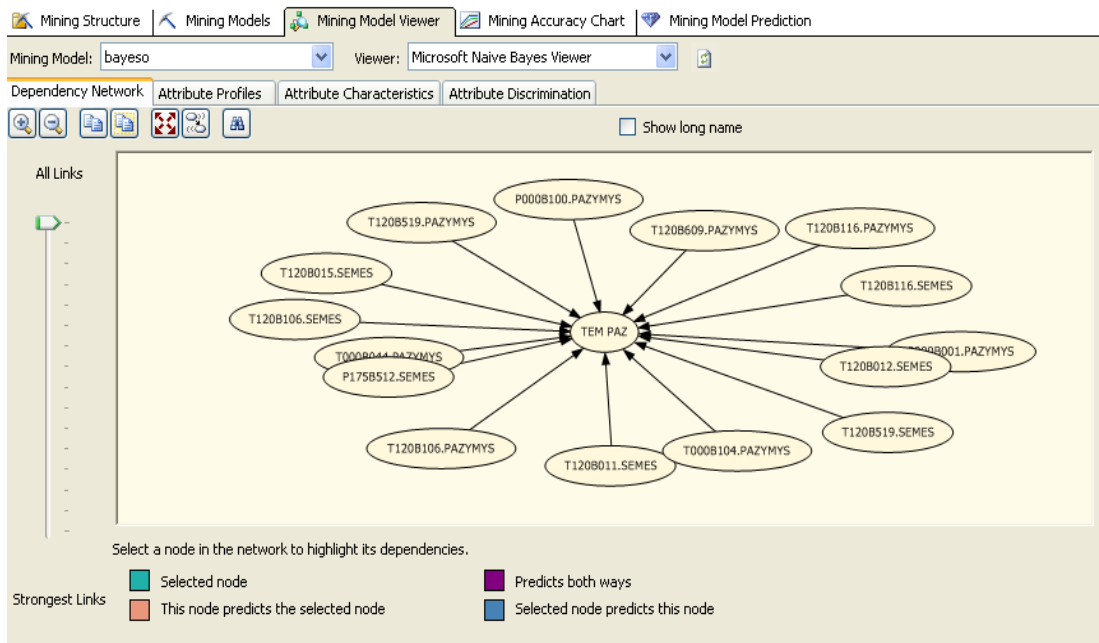 Mining Structure Mining Models Mining Model Viewer Mining Accuracy Chart Mining Model Prediction
Mining Model: bayeso Viewer: Microsoft Naive Bayes Viewer
Dependency Network Attribute Profiles Attribute Characteristics Attribute Discrimination
Show long name
All Links
P000B100.PAZYMYS
T120B519.PAZYMYS
T120B609.PAZYMYS
T120B116.PAZYMYS
T120B015.SEMES
T120B116.SEMES
T120B106.SEMES
TEM PAZ
T000B044.PAZYMYS
B001.PAZYMYS
P175B512.SEMES
T120B012.SEMES
T120B519.SEMES
T120B106.PAZYMYS
T000B104.PAZYMYS
T120B011.SEMES
Select a node in the network to highlight its dependencies.
Selected node Predicts both ways
Strongest Links
This node predicts the selected node Selected node predicts this node